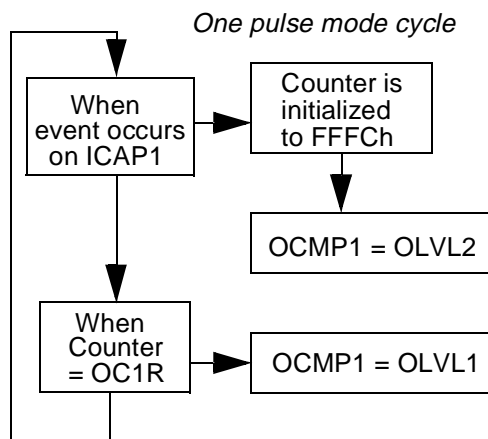 One pulse mode cycle
When
event occurs
on ICAP1
Counter is
initialized
to FFFCh
OCMP1 = OLVL2
When
Counter
= OC1R
OCMP1 = OLVL1